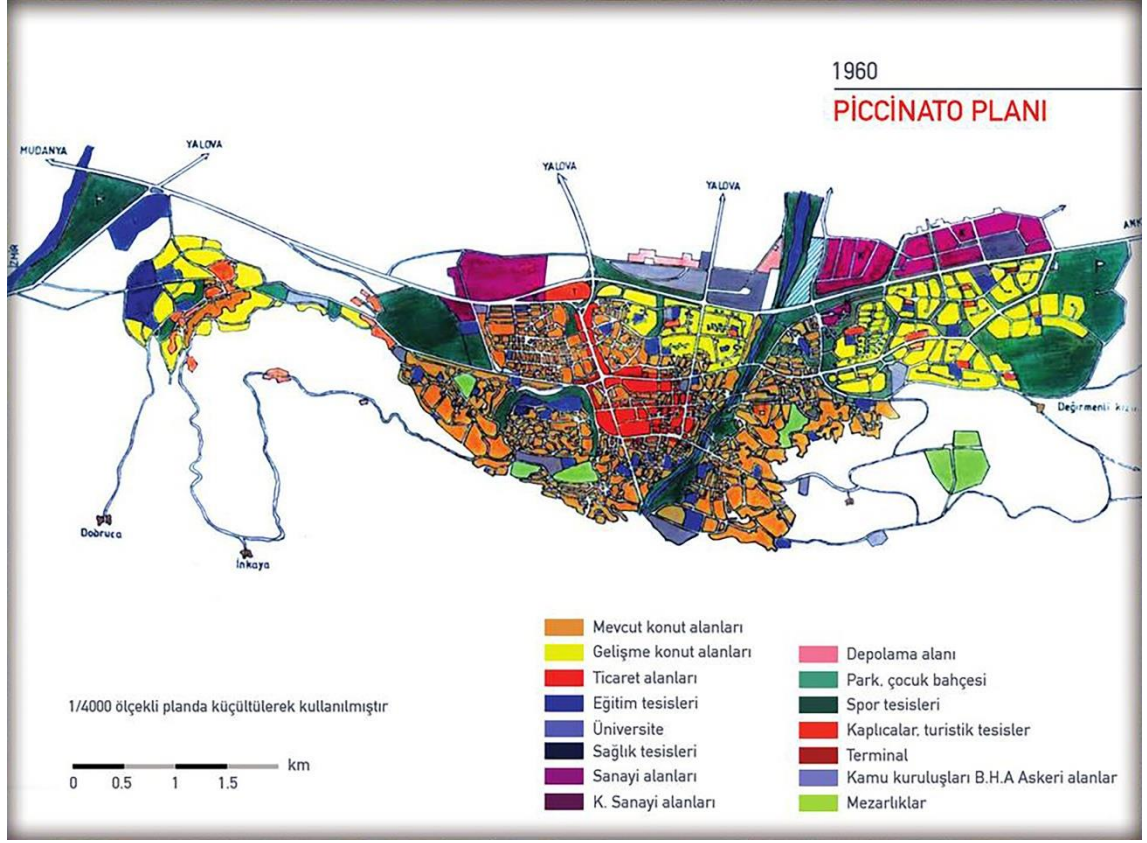 1960
PİCCİNATO PLANI
MUDANYA
YALOVA
YALOVA
YALOVA
İZMİR
P
T
K
K
P
Değirmenli
Dobruca
İnkaya
Mevcut konut alanları
Gelişme konut alanları
Ticaret alanları
Eğitim tesisleri
Üniversite
Sağlık tesisleri
Sanayi alanları
K. Sanayi alanları
Depolama alanı
Park, çocuk bahçesi
Spor tesisleri
Kaplıcalar, turistik tesisler
Terminal
Kamu kuruluşları B.H.A Askeri alanlar
Mezarlıklar
1/4000 ölçekli planda küçültülerek kullanılmıştır
km
0 0.5 1 1.5